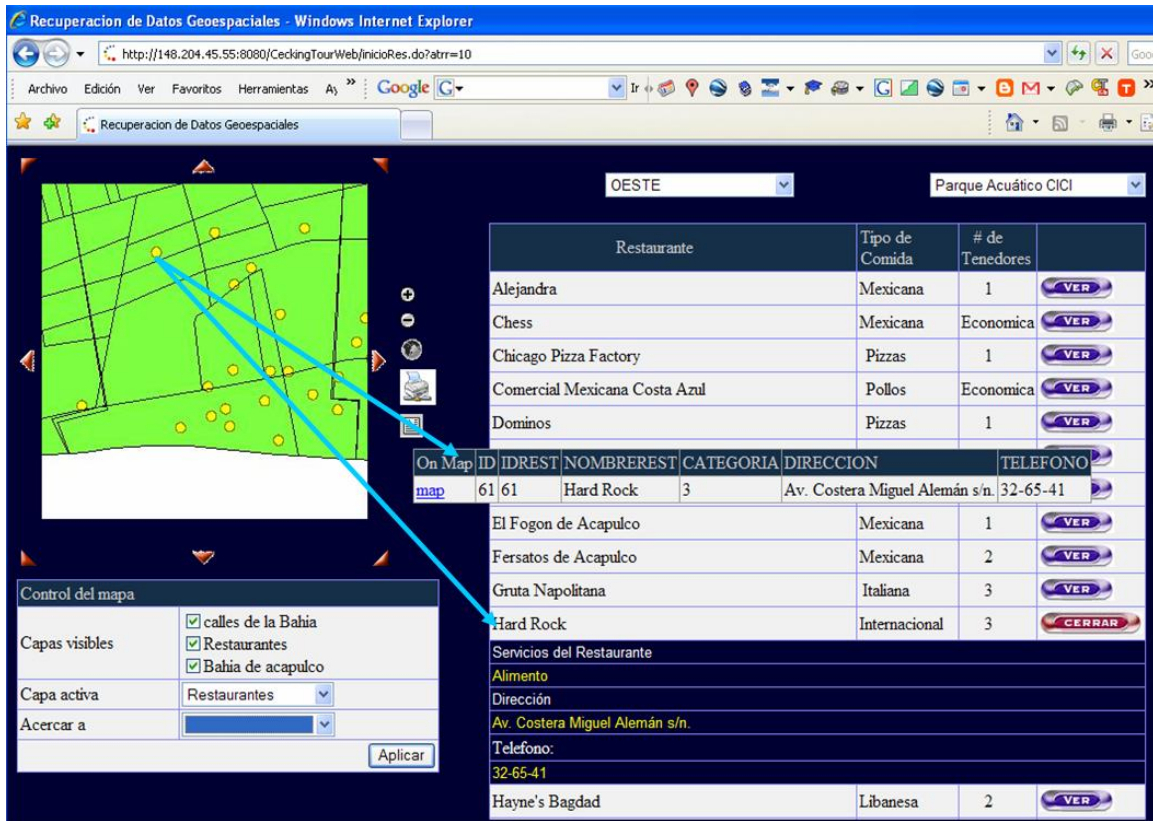 Recuperacion de Datos Geoespaciales - Windows Internet Explorer
http://148.204.45.55:8080/CeckingTourWeb/inicioRes.do?atrr=10
Goo
Archivo Edición Ver Favoritos Herramientas Ay » Google G Ir »
Recuperacion de Datos Geoespaciales
OESTE Parque Acuático CICI
Restaurante Tipo de Comida # de Tenedores
Alejandra Mexicana 1 VER
Chess Mexicana Economica VER
Chicago Pizza Factory Pizzas 1 VER
Comercial Mexicana Costa Azul Pollos Economica VER
Dominos Pizzas 1 VER
On Map ID IDREST NOMBREREST CATEGORIA DIRECCION TELEFONO
map 61 61 Hard Rock 3 Av. Costera Miguel Alemán s/n. 32-65-41
El Fogon de Acapulco Mexicana 1 VER
Fersatos de Acapulco Mexicana 2 VER
Gruta Napolitana Italiana 3 VER
Hard Rock Internacional 3 CERRAR
Servicios del Restaurante
Alimento
Dirección
Av. Costera Miguel Alemán s/n.
Telefono:
32-65-41
Hayne's Bagdad Libanesa 2 VER
Control del mapa
Capas visibles
calles de la Bahia
Restaurantes
Bahia de acapulco
Capa activa Restaurantes
Acercar a
Aplicar